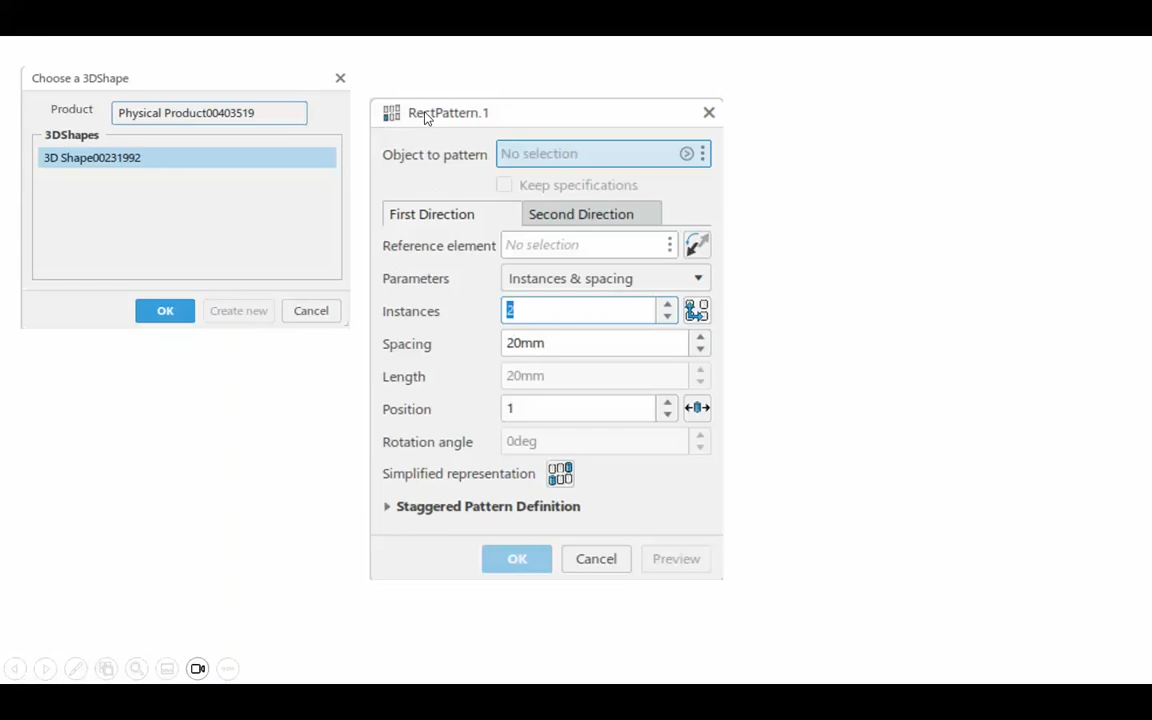 Choose a 3DShape
Product Physical Product00403519
3DShapes
3D Shape00231992
OK Create new Cancel
RectPattern.1
Object to pattern No selection
Keep specifications
First Direction Second Direction
Reference element No selection
Parameters Instances & spacing
Instances 2
Spacing 20mm
Length 20mm
Position 1
Rotation angle 0deg
Simplified representation
Staggered Pattern Definition
OK Cancel Preview